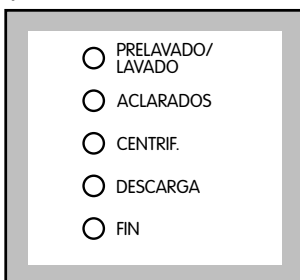 PRELAVADO/
LAVADO
ACLARADOS
CENTRIF.
DESCARGA
FIN